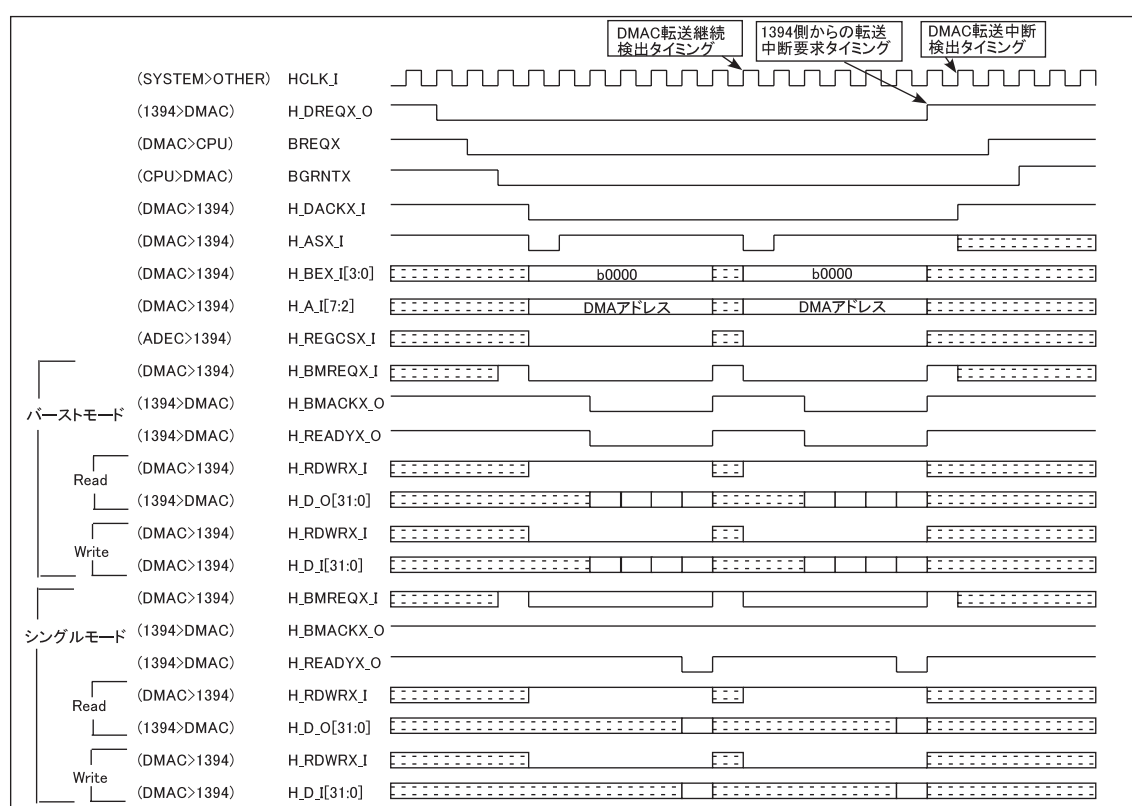 DMAC転送継続
検出タイミング
1394側からの転送
中断要求タイミング
DMAC転送中断
検出タイミング
(SYSTEM>OTHER) HCLK_I
(1394>DMAC) H_DREQX_O
(DMAC>CPU) BREQX
(CPU>DMAC) BGRNTX
(DMAC>1394) H_DACKX_I
(DMAC>1394) H_ASX_I
(DMAC>1394) H_BEX_I[3:0] b0000 b0000
(DMAC>1394) H_A_I[7:2] DMAアドレス DMAアドレス
(ADEC>1394) H_REGCSX_I
(DMAC>1394) H_BMREQX_I
バーストモード
(1394>DMAC) H_BMACKX_O
(1394>DMAC) H_READYX_O
(DMAC>1394) H_RDWRX_I
Read
(1394>DMAC) H_D_O[31:0]
(DMAC>1394) H_RDWRX_I
Write
(DMAC>1394) H_D_I[31:0]
(DMAC>1394) H_BMREQX_I
シングルモード
(1394>DMAC) H_BMACKX_O
(1394>DMAC) H_READYX_O
(DMAC>1394) H_RDWRX_I
Read
(1394>DMAC) H_D_O[31:0]
(DMAC>1394) H_RDWRX_I
Write
(DMAC>1394) H_D_I[31:0]